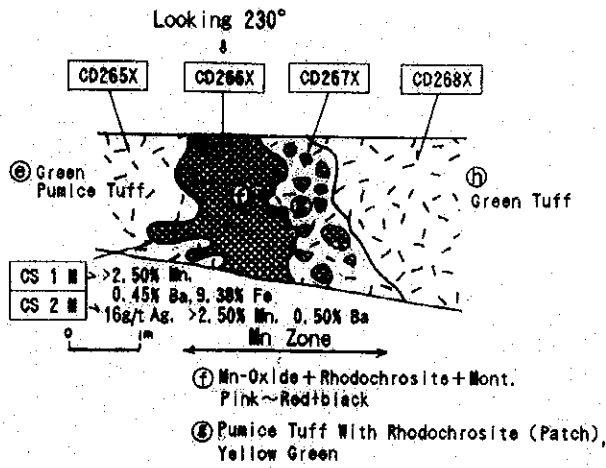 Looking 230°
CD265X
CD266X
CD267X
CD268X
ⓔ Green
Pumice Tuff
ⓕ
ⓖ
ⓗ
Green Tuff
CS 1 M >2.50% Mn.
0.45% Ba, 9.38% Fe
CS 2 M 16g/t Ag. >2.50% Mn. 0.50% Ba
0 1m
Mn Zone
ⓕ Mn-Oxide+Rhodochrosite+Mont.
Pink~Red+black
ⓖ Pumice Tuff With Rhodochrosite (Patch),
Yellow Green